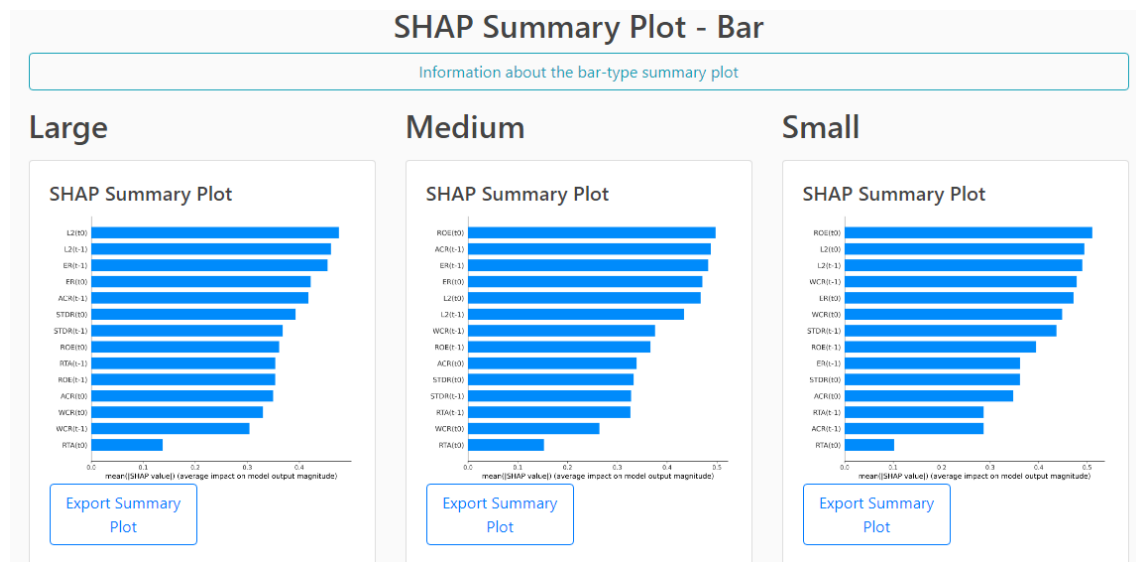 SHAP Summary Plot - Bar
Information about the bar-type summary plot
Large
SHAP Summary Plot
L2(t0)
L2(t-1)
ER(t-1)
ER(t0)
ACR(t-1)
STDR(t0)
STDR(t-1)
ROE(t0)
RTA(t-1)
ROE(t-1)
ACR(t0)
WCR(t0)
WCR(t-1)
RTA(t0)
0.0 0.1 0.2 0.3 0.4
mean(|SHAP value|) (average impact on model output magnitude)
Export Summary
Plot
Medium
SHAP Summary Plot
ROE(t0)
ACR(t-1)
ER(t-1)
ER(t0)
L2(t0)
L2(t-1)
WCR(t-1)
ROE(t-1)
ACR(t0)
STDR(t0)
STDR(t-1)
RTA(t-1)
WCR(t0)
RTA(t0)
0.0 0.1 0.2 0.3 0.4 0.5
mean(|SHAP value|) (average impact on model output magnitude)
Export Summary
Plot
Small
SHAP Summary Plot
ROE(t0)
L2(t0)
L2(t-1)
WCR(t-1)
ER(t0)
WCR(t0)
STDR(t-1)
ROE(t-1)
ER(t-1)
STDR(t0)
ACR(t0)
RTA(t-1)
ACR(t-1)
RTA(t0)
0.0 0.1 0.2 0.3 0.4 0.5
mean(|SHAP value|) (average impact on model output magnitude)
Export Summary
Plot